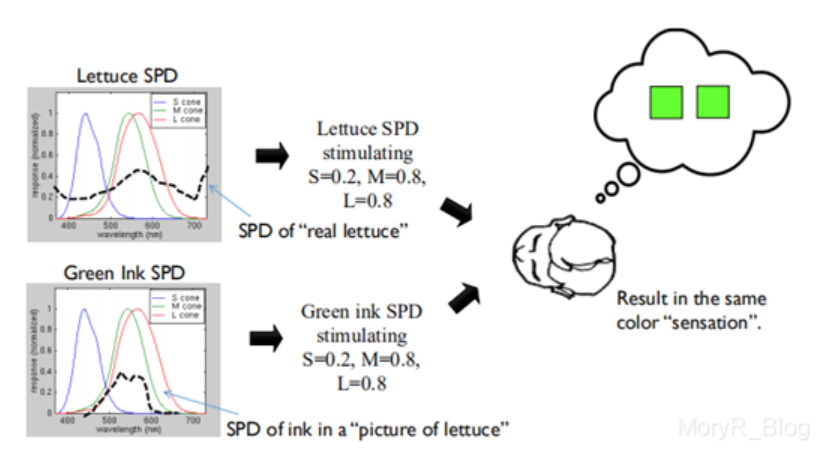 Lettuce SPD
S cone
M cone
L cone
response (normalized)
1
0.8
0.6
0.4
0.2
0
400
500
600
700
wavelength (nm)
SPD of “real lettuce”
Lettuce SPD
stimulating
S=0.2, M=0.8,
L=0.8
Green Ink SPD
S cone
M cone
L cone
response (normalized)
1
0.8
0.6
0.4
0.2
0
400
500
600
700
wavelength (nm)
SPD of ink in a “picture of lettuce”
Green ink SPD
stimulating
S=0.2, M=0.8,
L=0.8
Result in the same
color “sensation”.
MoryR_Blog